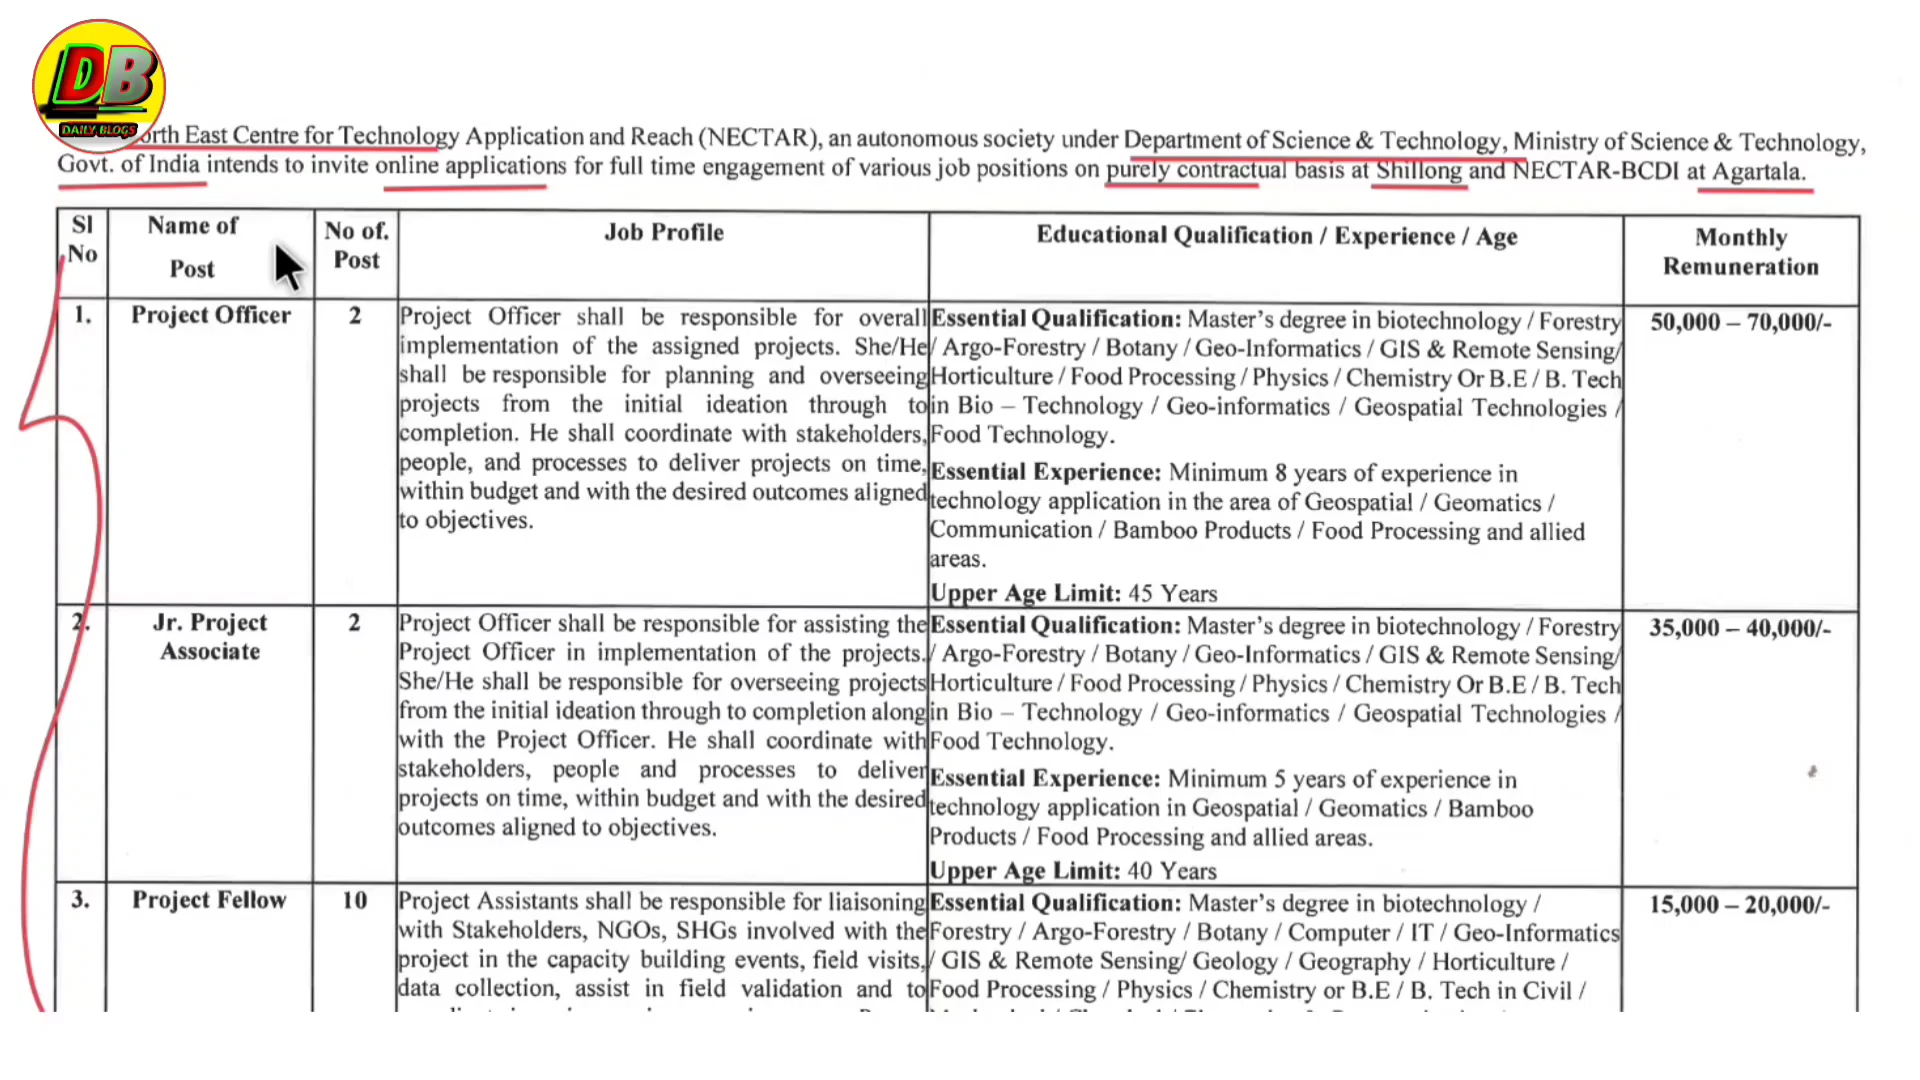 DB
DAILY BLOGS
orth East Centre for Technology Application and Reach (NECTAR), an autonomous society under Department of Science & Technology, Ministry of Science & Technology,
Govt. of India intends to invite online applications for full time engagement of various job positions on purely contractual basis at Shillong and NECTAR-BCDI at Agartala.
Sl No
Name of Post
No of. Post
Job Profile
Educational Qualification / Experience / Age
Monthly Remuneration
1.
Project Officer
2
Project Officer shall be responsible for overall
implementation of the assigned projects. She/He
shall be responsible for planning and overseeing
projects from the initial ideation through to
completion. He shall coordinate with stakeholders,
people, and processes to deliver projects on time,
within budget and with the desired outcomes aligned
to objectives.
Essential Qualification: Master's degree in biotechnology / Forestry
/ Argo-Forestry / Botany / Geo-Informatics / GIS & Remote Sensing/
Horticulture / Food Processing / Physics / Chemistry Or B.E / B. Tech
in Bio – Technology / Geo-informatics / Geospatial Technologies /
Food Technology.
Essential Experience: Minimum 8 years of experience in
technology application in the area of Geospatial / Geomatics /
Communication / Bamboo Products / Food Processing and allied
areas.
Upper Age Limit: 45 Years
50,000 – 70,000/-
2.
Jr. Project
Associate
2
Project Officer shall be responsible for assisting the
Project Officer in implementation of the projects.
She/He shall be responsible for overseeing projects
from the initial ideation through to completion along
with the Project Officer. He shall coordinate with
stakeholders, people and processes to deliver
projects on time, within budget and with the desired
outcomes aligned to objectives.
Essential Qualification: Master's degree in biotechnology / Forestry
/ Argo-Forestry / Botany / Geo-Informatics / GIS & Remote Sensing/
Horticulture / Food Processing / Physics / Chemistry Or B.E / B. Tech
in Bio – Technology / Geo-informatics / Geospatial Technologies /
Food Technology.
Essential Experience: Minimum 5 years of experience in
technology application in Geospatial / Geomatics / Bamboo
Products / Food Processing and allied areas.
Upper Age Limit: 40 Years
35,000 – 40,000/-
3.
Project Fellow
10
Project Assistants shall be responsible for liaisoning
with Stakeholders, NGOs, SHGs involved with the
project in the capacity building events, field visits,
data collection, assist in field validation and to
Essential Qualification: Master's degree in biotechnology /
Forestry / Argo-Forestry / Botany / Computer / IT / Geo-Informatics
/ GIS & Remote Sensing/ Geology / Geography / Horticulture /
Food Processing / Physics / Chemistry or B.E / B. Tech in Civil /
15,000 – 20,000/-